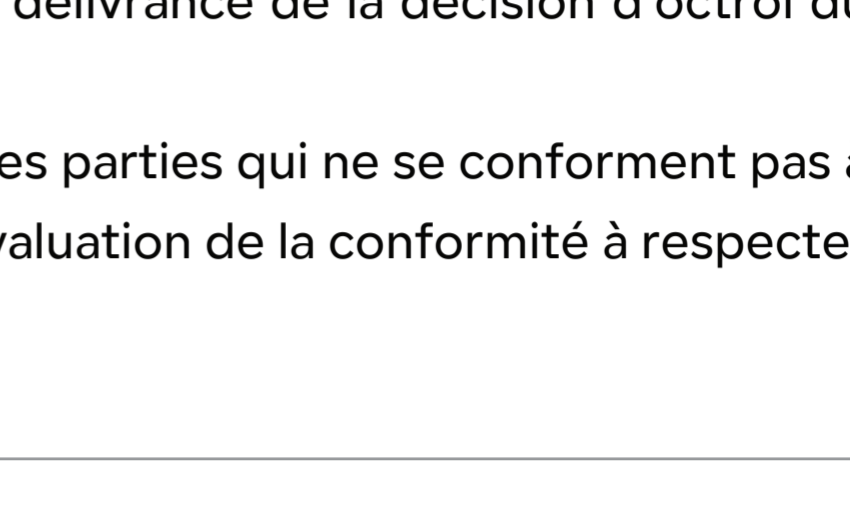 délivrance de la décision d'octroi du
es parties qui ne se conforment pas
valuation de la conformité à respecte